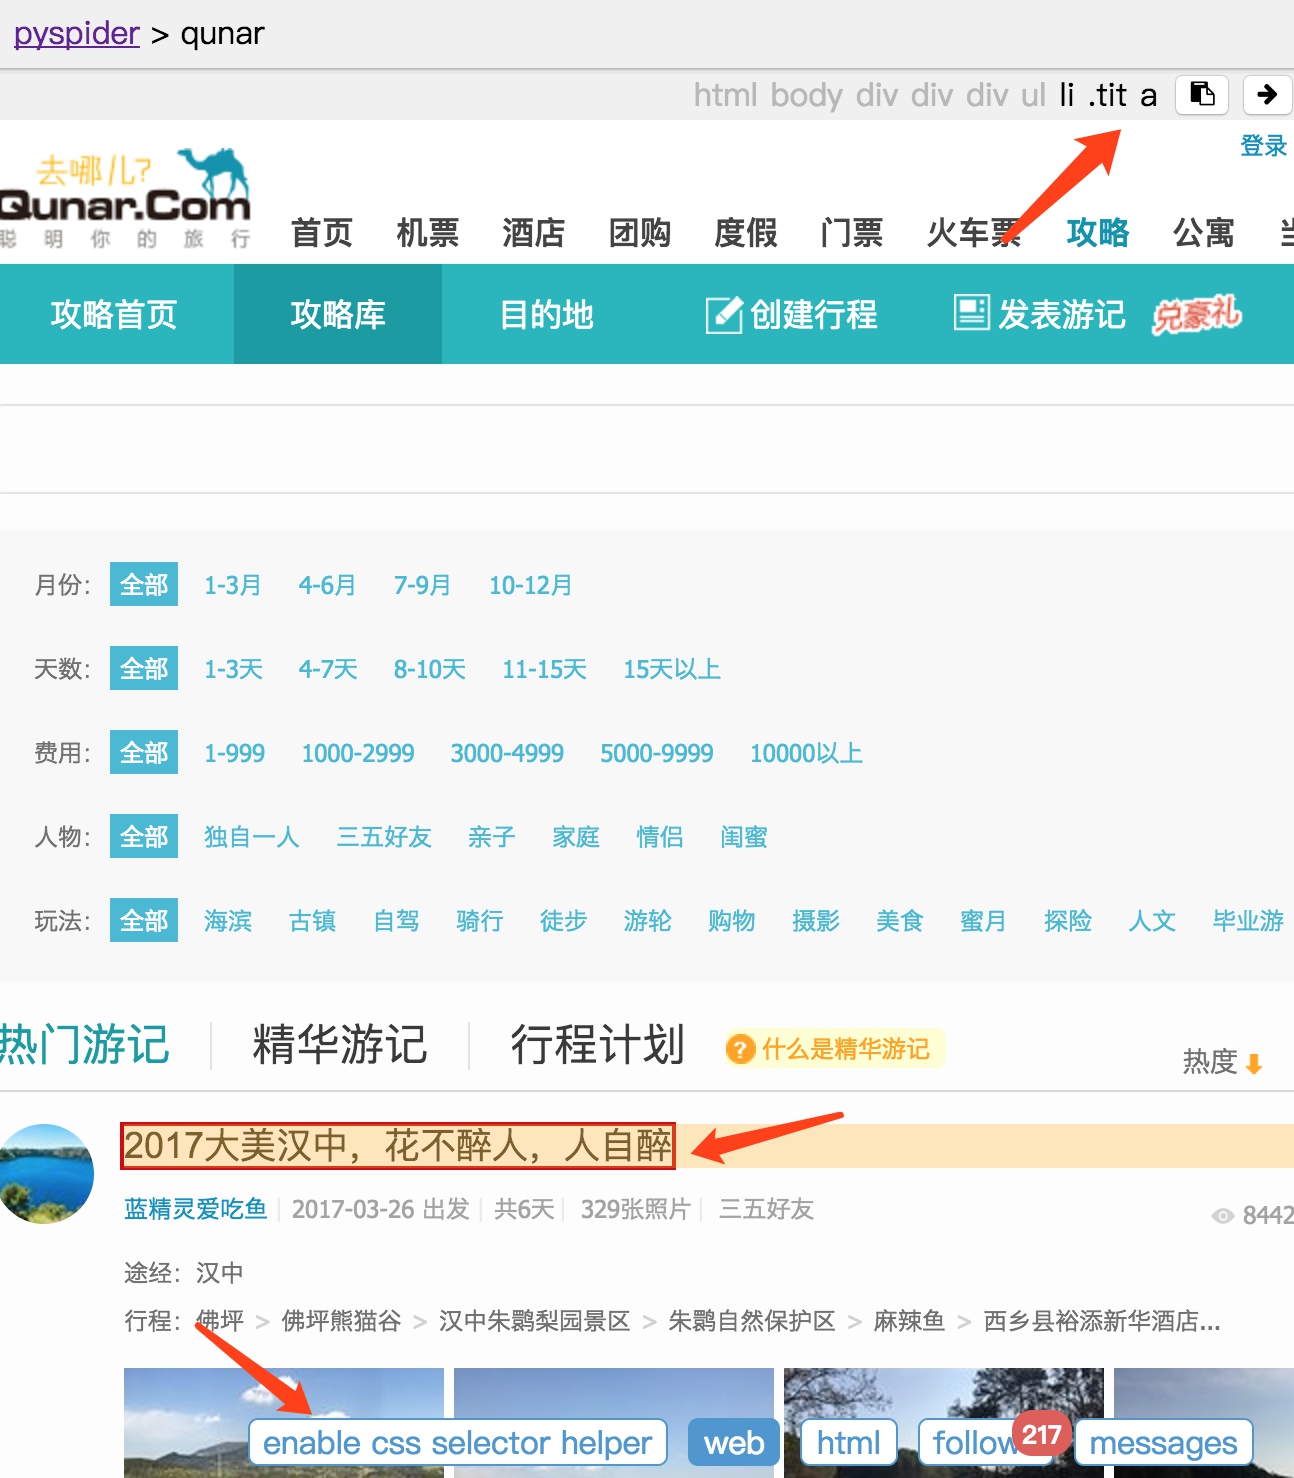 pyspider > qunar
html body div div div ul li .tit a
登录
去哪儿?
Qunar.Com
聪明你的旅行
首页 机票 酒店 团购 度假 门票 火车票 攻略 公寓
攻略首页 攻略库 目的地 创建行程 发表游记 兑豪礼
月份: 全部 1-3月 4-6月 7-9月 10-12月
天数: 全部 1-3天 4-7天 8-10天 11-15天 15天以上
费用: 全部 1-999 1000-2999 3000-4999 5000-9999 10000以上
人物: 全部 独自一人 三五好友 亲子 家庭 情侣 闺蜜
玩法: 全部 海滨 古镇 自驾 骑行 徒步 游轮 购物 摄影 美食 蜜月 探险 人文 毕业游
热门游记 精华游记 行程计划 ? 什么是精华游记
热度
2017大美汉中，花不醉人，人自醉
蓝精灵爱吃鱼 2017-03-26 出发 共6天 329张照片 三五好友
8442
途经：汉中
行程：佛坪 > 佛坪熊猫谷 > 汉中朱鹮梨园景区 > 朱鹮自然保护区 > 麻辣鱼 > 西乡县裕添新华酒店...
enable css selector helper web html follow 217 messages